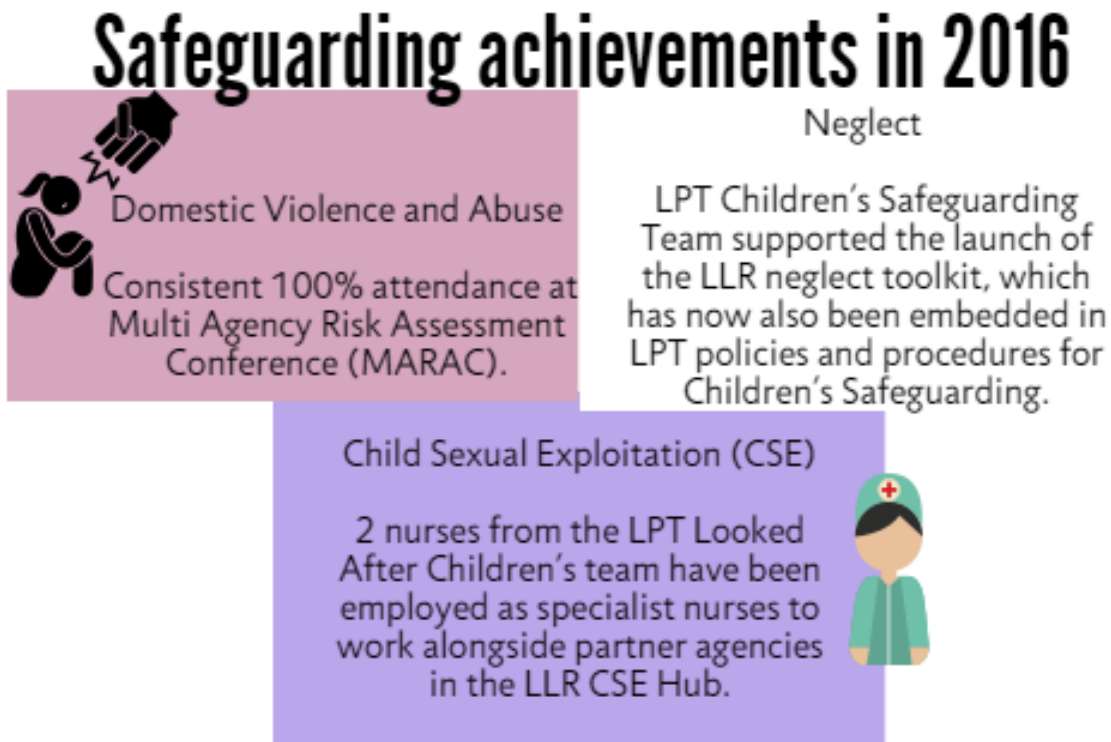 Safeguarding achievements in 2016
Domestic Violence and Abuse
Consistent 100% attendance at
Multi Agency Risk Assessment
Conference (MARAC).
Neglect
LPT Children's Safeguarding
Team supported the launch of
the LLR neglect toolkit, which
has now also been embedded in
LPT policies and procedures for
Children's Safeguarding.
Child Sexual Exploitation (CSE)
2 nurses from the LPT Looked
After Children's team have been
employed as specialist nurses to
work alongside partner agencies
in the LLR CSE Hub.